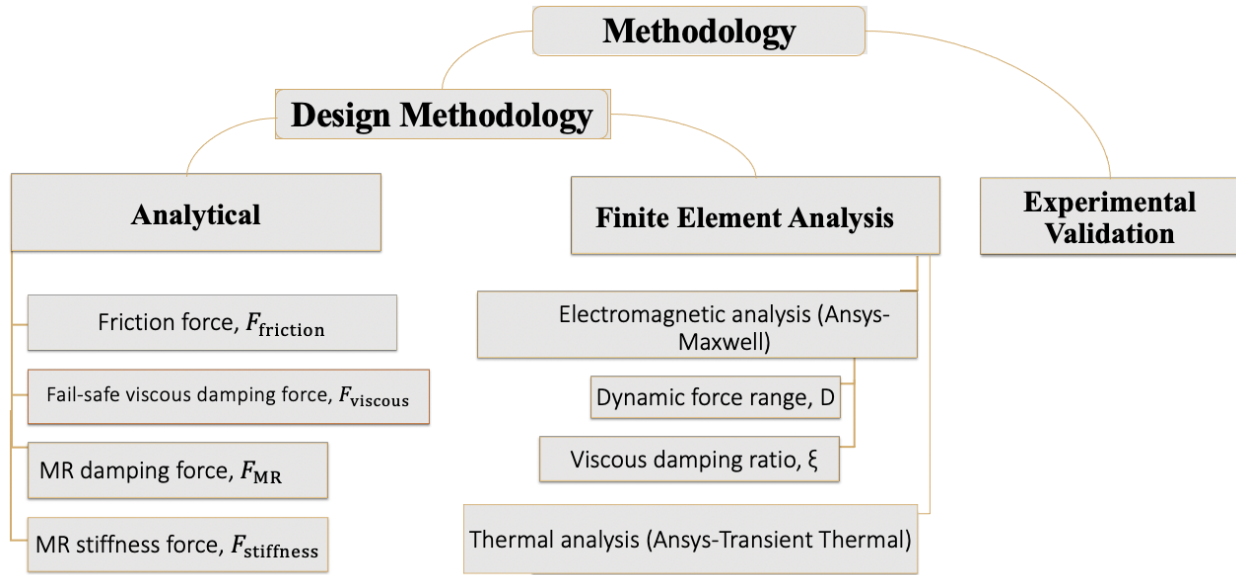 Methodology
Design Methodology
Analytical
Friction force, F_friction
Fail-safe viscous damping force, F_viscous
MR damping force, F_MR
MR stiffness force, F_stiffness
Finite Element Analysis
Electromagnetic analysis (Ansys-
Maxwell)
Dynamic force range, D
Viscous damping ratio, ξ
Thermal analysis (Ansys-Transient Thermal)
Experimental
Validation